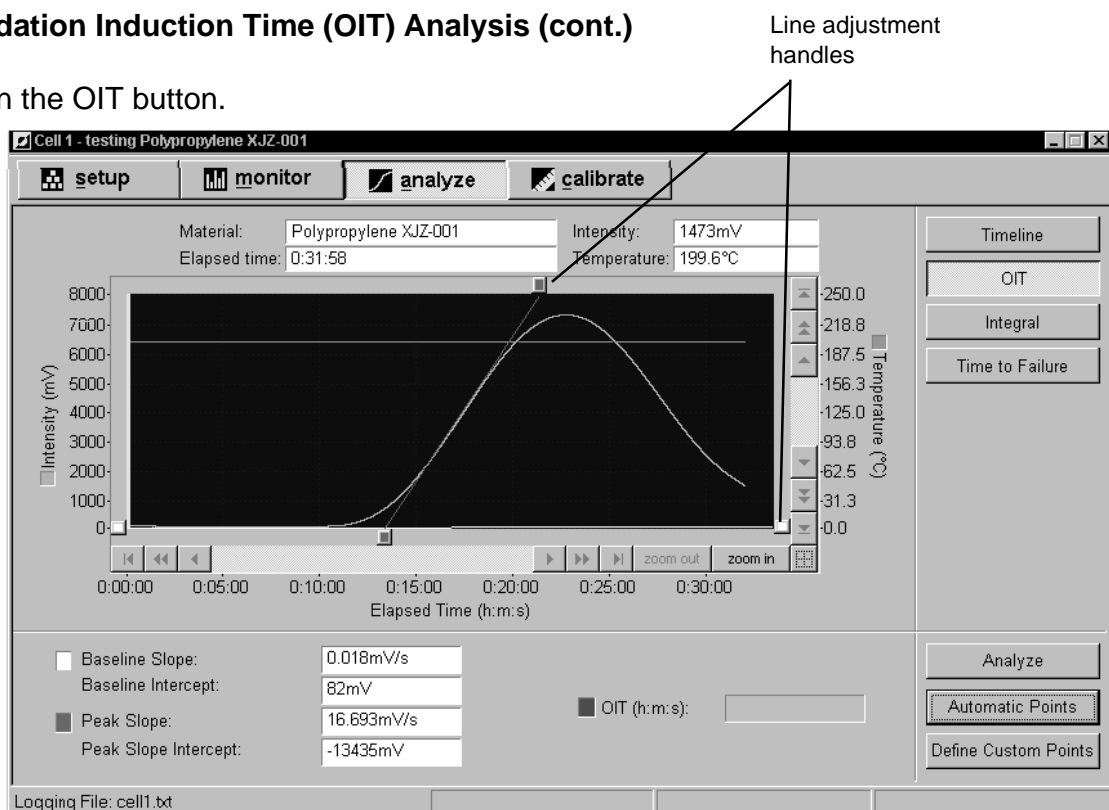 dation Induction Time (OIT) Analysis (cont.)
Line adjustment
handles
n the OIT button.
Cell 1 - testing Polypropylene XJZ-001
setup monitor analyze calibrate
Material: Polypropylene XJZ-001 Intensity: 1473mV
Elapsed time: 0:31:58 Temperature: 199.6°C
Timeline
OIT
Integral
Time to Failure
Intensity (mV)
8000
7000
6000
5000
4000
3000
2000
1000
0
250.0
218.8
187.5
156.3
125.0
93.8
62.5
31.3
0.0
Temperature (°C)
zoom out zoom in
0:00:00 0:05:00 0:10:00 0:15:00 0:20:00 0:25:00 0:30:00
Elapsed Time (h:m:s)
Baseline Slope: 0.018mV/s
Baseline Intercept: 82mV
Peak Slope: 16.693mV/s
Peak Slope Intercept: -13435mV
OIT (h:m:s):
Analyze
Automatic Points
Define Custom Points
Logging File: cell1.txt